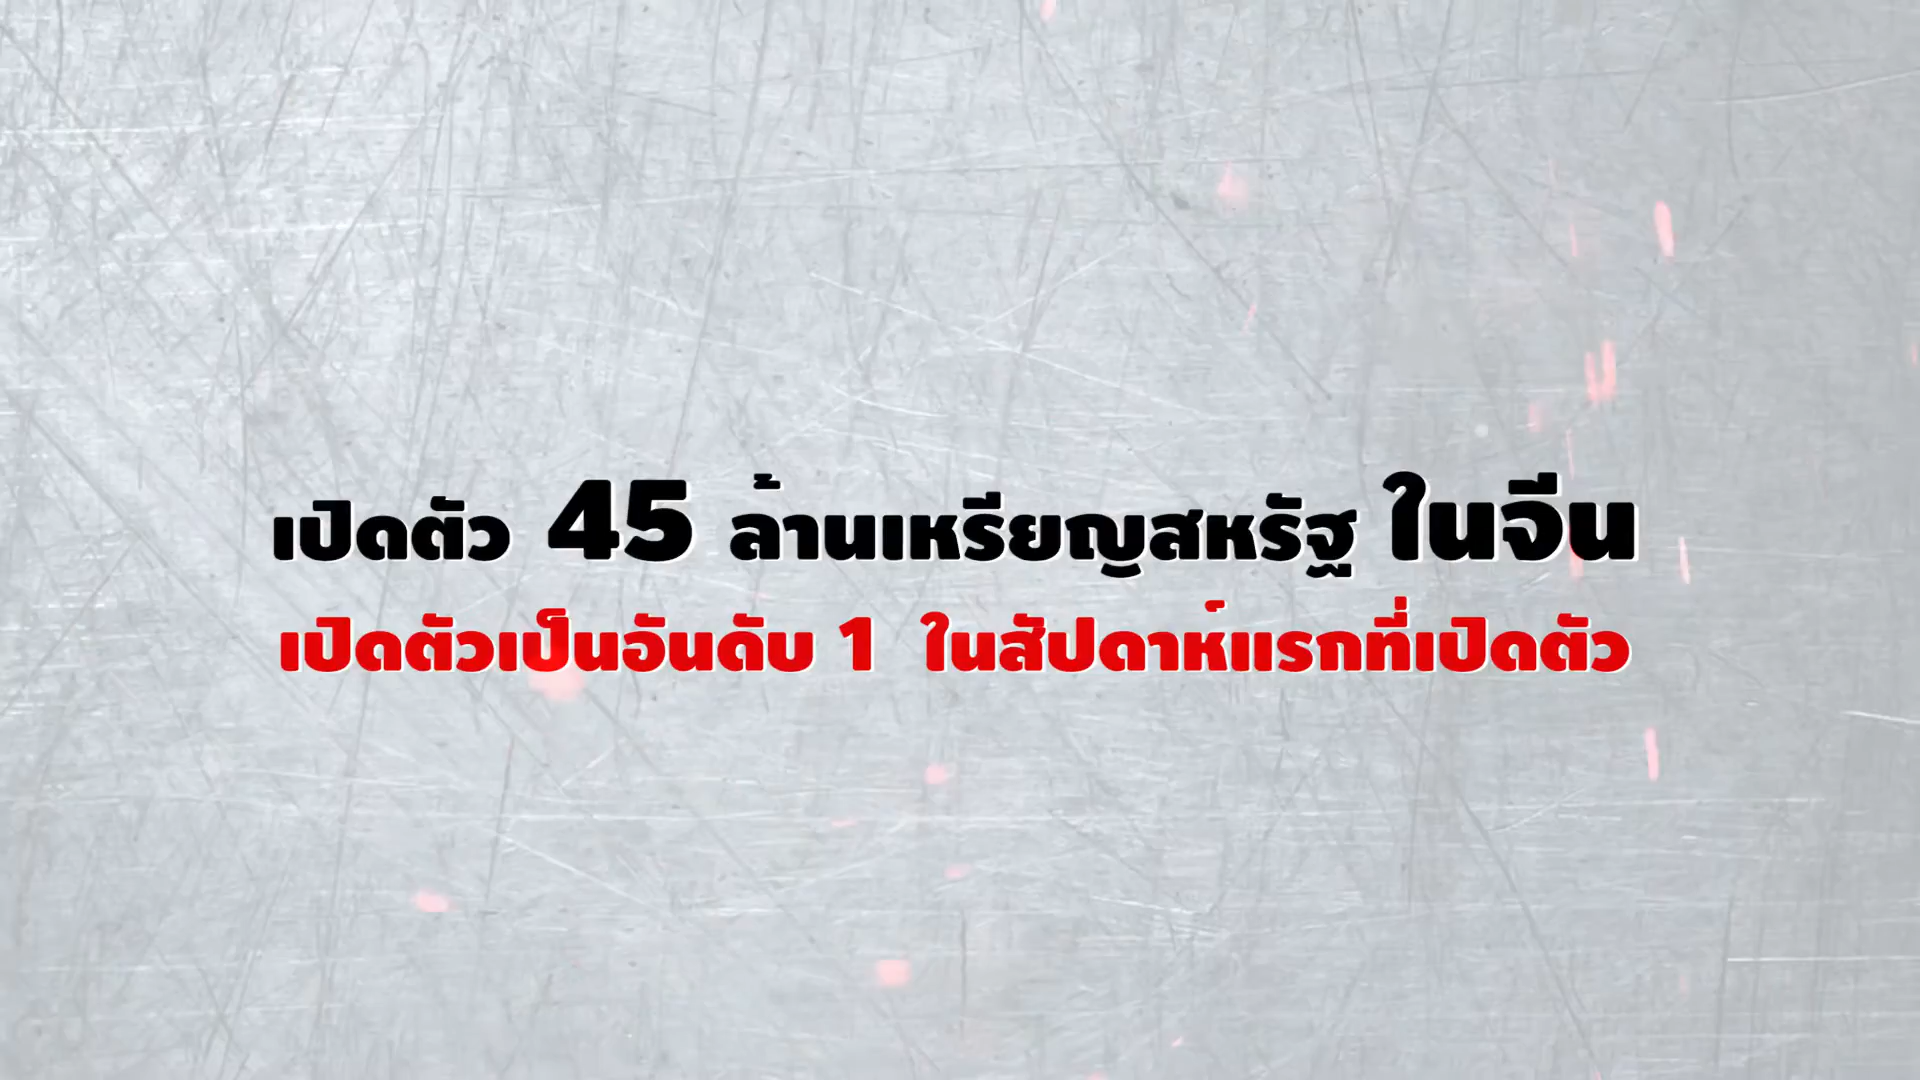 เปิดตัว 45 ล้านเหรียญสหรัฐ ในจีน
เปิดตัวเป็นอันดับ 1 ในสัปดาห์แรกที่เปิดตัว